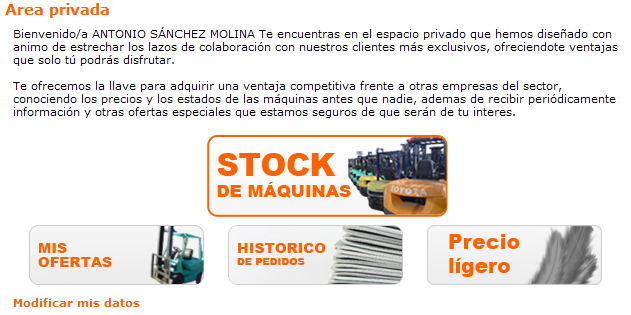 Area privada
Bienvenido/a ANTONIO SÁNCHEZ MOLINA Te encuentras en el espacio privado que hemos diseñado con
animo de estrechar los lazos de colaboración con nuestros clientes más exclusivos, ofreciendote ventajas
que solo tú podrás disfrutar.
Te ofrecemos la llave para adquirir una ventaja competitiva frente a otras empresas del sector,
conociendo los precios y los estados de las máquinas antes que nadie, ademas de recibir periódicamente
información y otras ofertas especiales que estamos seguros de que serán de tu interes.
STOCK
DE MÁQUINAS
TOYOTA
MIS
OFERTAS
HISTORICO
DE PEDIDOS
Precio
lígero
Modificar mis datos